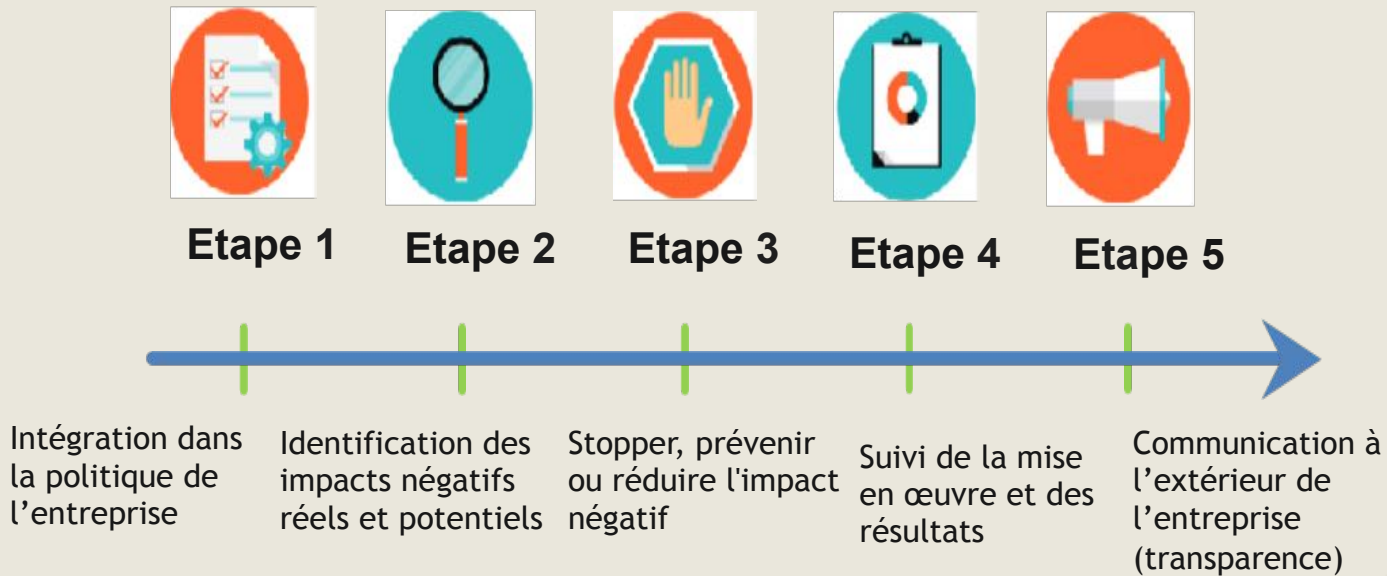 Etape 1
Etape 2
Etape 3
Etape 4
Etape 5
Intégration dans
la politique de
l’entreprise
Identification des
impacts négatifs
réels et potentiels
Stopper, prévenir
ou réduire l'impact
négatif
Suivi de la mise
en œuvre et des
résultats
Communication à
l’extérieur de
l’entreprise
(transparence)